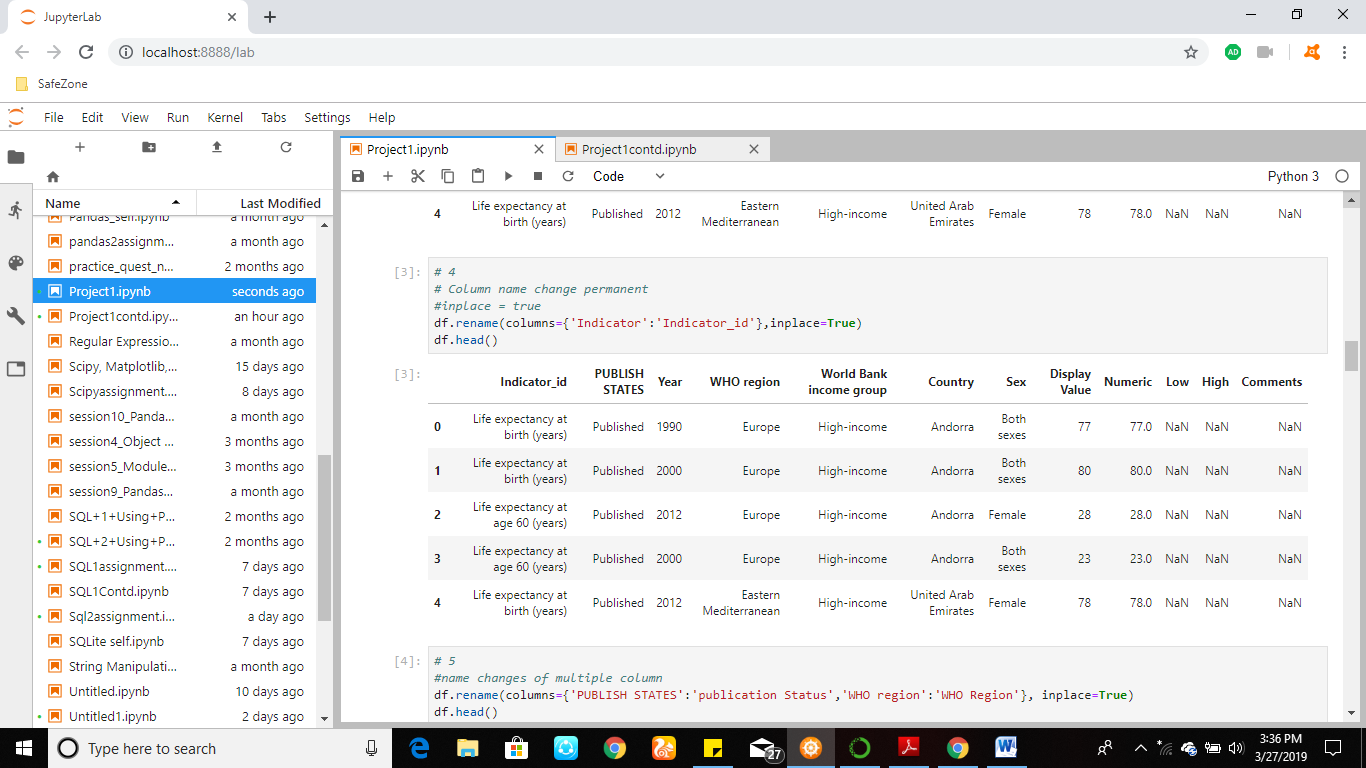 JupyterLab
localhost:8888/lab
AD
SafeZone
File Edit View Run Kernel Tabs Settings Help
Name Last Modified
Pandas_self.ipynb a month ago
pandas2assignm... a month ago
practice_quest_n... 2 months ago
Project1.ipynb seconds ago
Project1contd.ipy... an hour ago
Regular Expressio... a month ago
Scipy, Matplotlib,... 15 days ago
Scipyassignment.... 8 days ago
session10_Panda... a month ago
session4_Object ... 3 months ago
session5_Module... 3 months ago
session9_Pandas... a month ago
SQL+1+Using+P... 2 months ago
SQL+2+Using+P... 2 months ago
SQL1assignment.... 7 days ago
SQL1Contd.ipynb 7 days ago
Sql2assignment.i... a day ago
SQLite self.ipynb 7 days ago
String Manipulati... a month ago
Untitled.ipynb 10 days ago
Untitled1.ipynb 2 days ago
Project1.ipynb Project1contd.ipynb
Code Python 3
4 Life expectancy at birth (years) Published 2012 Eastern Mediterranean High-income United Arab Emirates Female 78 78.0 NaN NaN NaN
[3]: # 4
# Column name change permanent
#inplace = true
df.rename(columns={'Indicator':'Indicator_id'},inplace=True)
df.head()
[3]: Indicator_id PUBLISH STATES Year WHO region World Bank income group Country Sex Display Value Numeric Low High Comments
0 Life expectancy at birth (years) Published 1990 Europe High-income Andorra Both sexes 77 77.0 NaN NaN NaN
1 Life expectancy at birth (years) Published 2000 Europe High-income Andorra Both sexes 80 80.0 NaN NaN NaN
2 Life expectancy at age 60 (years) Published 2012 Europe High-income Andorra Female 28 28.0 NaN NaN NaN
3 Life expectancy at age 60 (years) Published 2000 Europe High-income Andorra Both sexes 23 23.0 NaN NaN NaN
4 Life expectancy at birth (years) Published 2012 Eastern Mediterranean High-income United Arab Emirates Female 78 78.0 NaN NaN NaN
[4]: # 5
#name changes of multiple column
df.rename(columns={'PUBLISH STATES':'publication Status','WHO region':'WHO Region'}, inplace=True)
df.head()
Type here to search
27
3:36 PM
3/27/2019